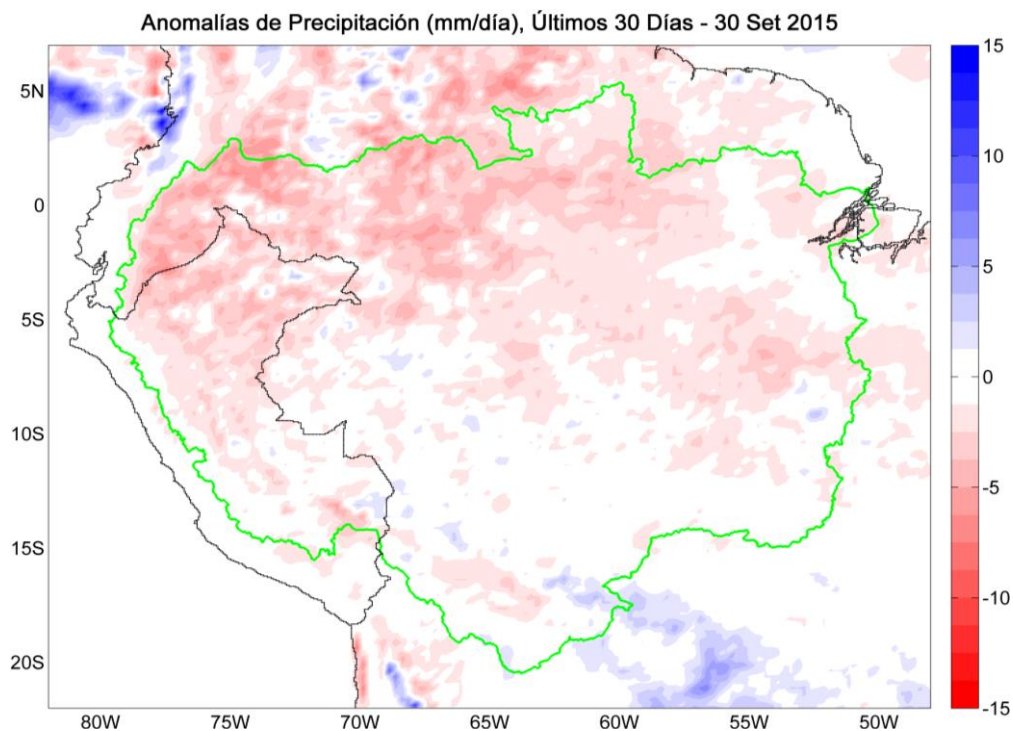 Anomalías de Precipitación (mm/día), Últimos 30 Días - 30 Set 2015
5N
0
5S
10S
15S
20S
80W 75W 70W 65W 60W 55W 50W
15
10
5
0
-5
-10
-15